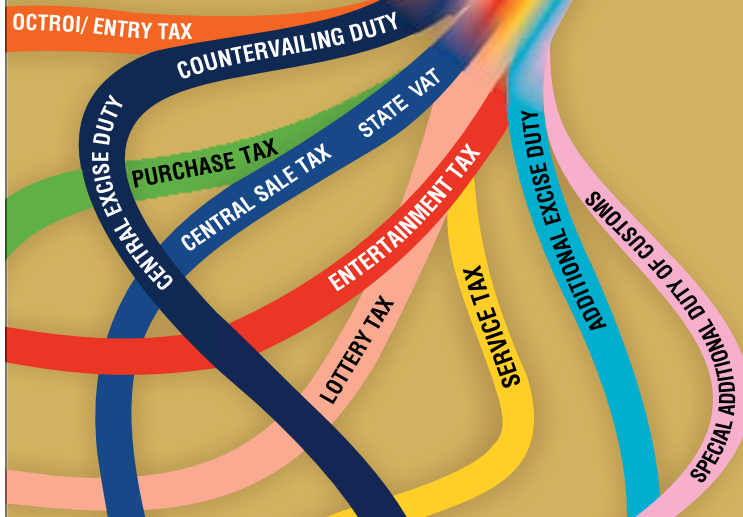 OCTROI/ ENTRY TAX
COUNTERVAILING DUTY
CENTRAL EXCISE DUTY
STATE VAT
PURCHASE TAX
CENTRAL SALE TAX
ENTERTAINMENT TAX
LOTTERY TAX
SERVICE TAX
ADDITIONAL EXCISE DUTY
SPECIAL ADDITIONAL DUTY OF CUSTOMS